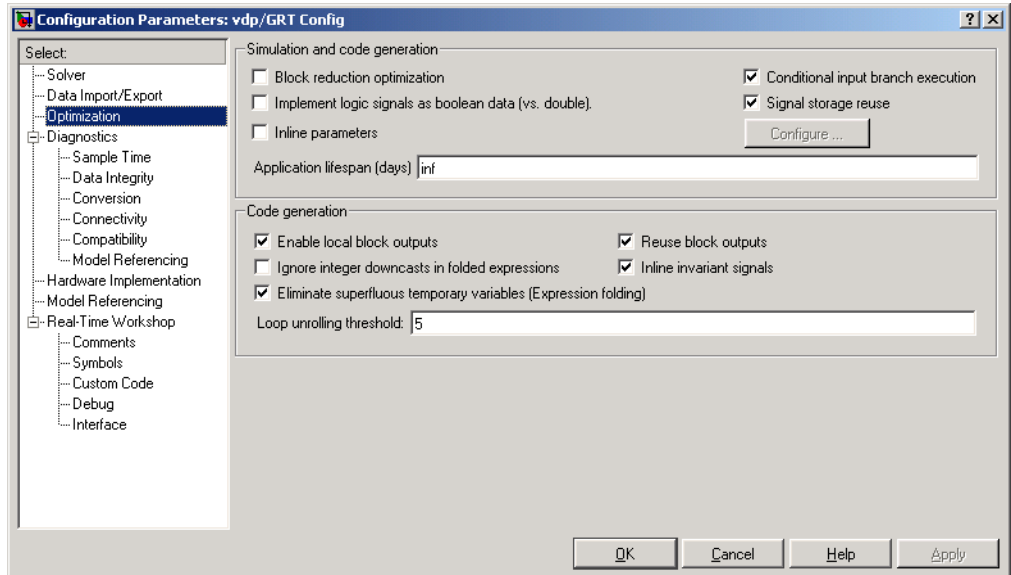 Configuration Parameters: vdp/GRT Config
Select:
Solver
Data Import/Export
Optimization
Diagnostics
Sample Time
Data Integrity
Conversion
Connectivity
Compatibility
Model Referencing
Hardware Implementation
Model Referencing
Real-Time Workshop
Comments
Symbols
Custom Code
Debug
Interface
Simulation and code generation
Block reduction optimization
Conditional input branch execution
Implement logic signals as boolean data (vs. double).
Signal storage reuse
Inline parameters
Configure ...
Application lifespan (days) inf
Code generation
Enable local block outputs
Reuse block outputs
Ignore integer downcasts in folded expressions
Inline invariant signals
Eliminate superfluous temporary variables (Expression folding)
Loop unrolling threshold: 5
OK Cancel Help Apply